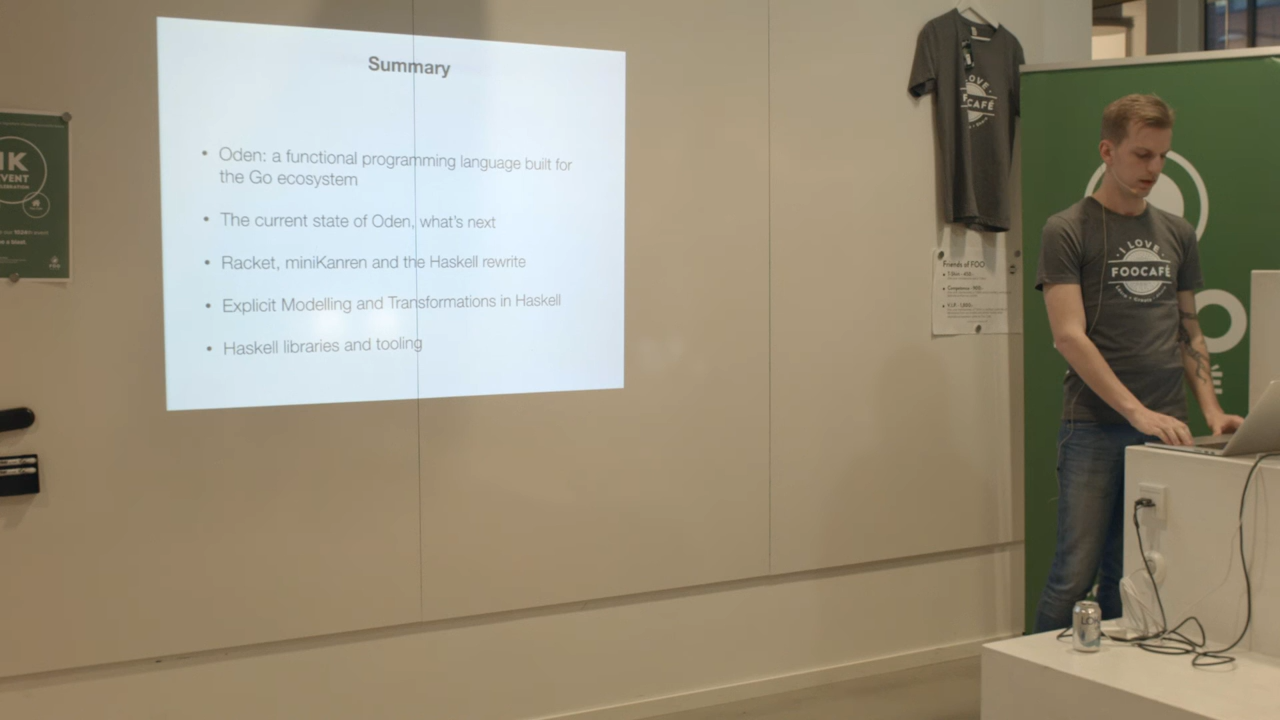 Summary
• Oden: a functional programming language built for
the Go ecosystem
• The current state of Oden, what's next
• Racket, miniKanren and the Haskell rewrite
• Explicit Modelling and Transformations in Haskell
• Haskell libraries and tooling
1K
EVENT
I LOVE
FOOCAFÉ
Friends of FOO
I LOVE
FOOCAFÉ